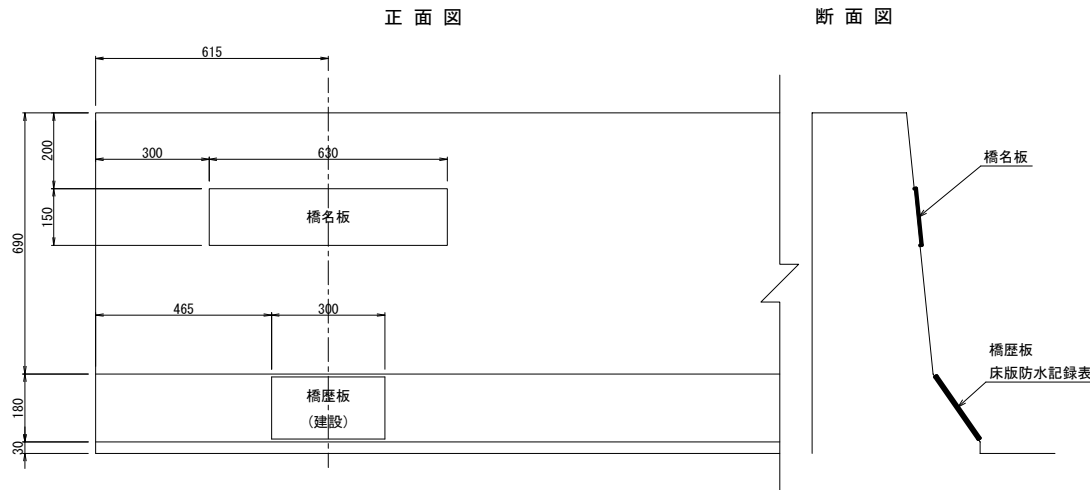 正面図
断面図
615
300
630
200
150
690
橋名板
橋名板
465
300
橋歴板
(建設)
180
30
橋歴板
床版防水記録表